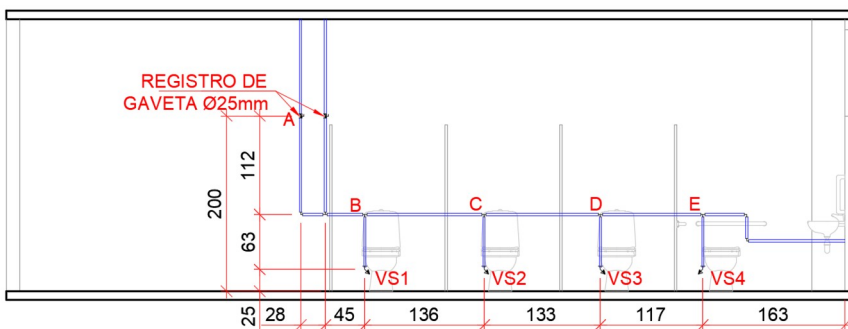 REGISTRO DE
GAVETA Ø25mm
A
112
200
B
C
D
E
63
VS1
VS2
VS3
VS4
25
28
45
136
133
117
163